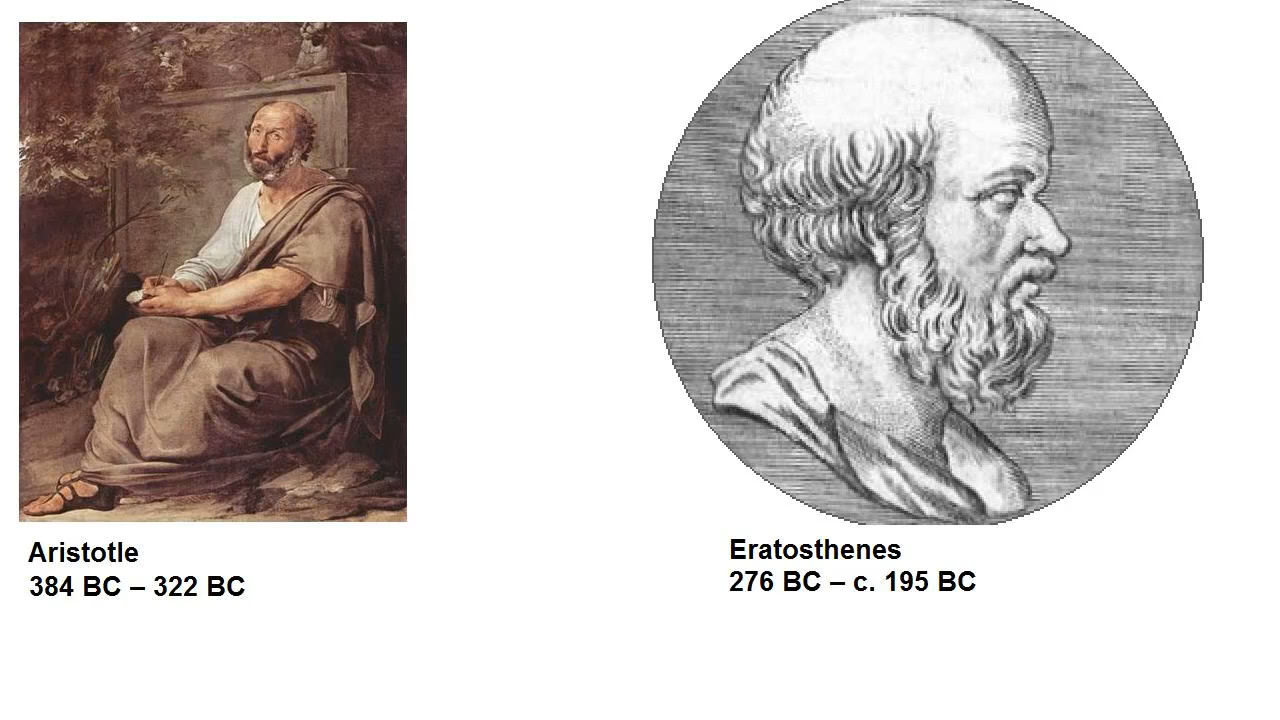 Aristotle
384 BC – 322 BC
Eratosthenes
276 BC – c. 195 BC